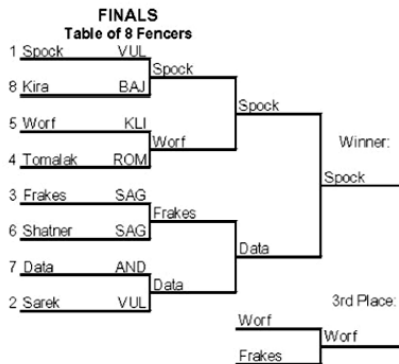 FINALS
Table of 8 Fencers
1 Spock VUL
Spock
8 Kira BAJ
Spock
5 Worf KLI
Worf
Winner:
4 Tomalak ROM
Spock
3 Frakes SAG
Frakes
6 Shatner SAG
Data
7 Data AND
Data
2 Sarek VUL
3rd Place:
Worf
Worf
Frakes